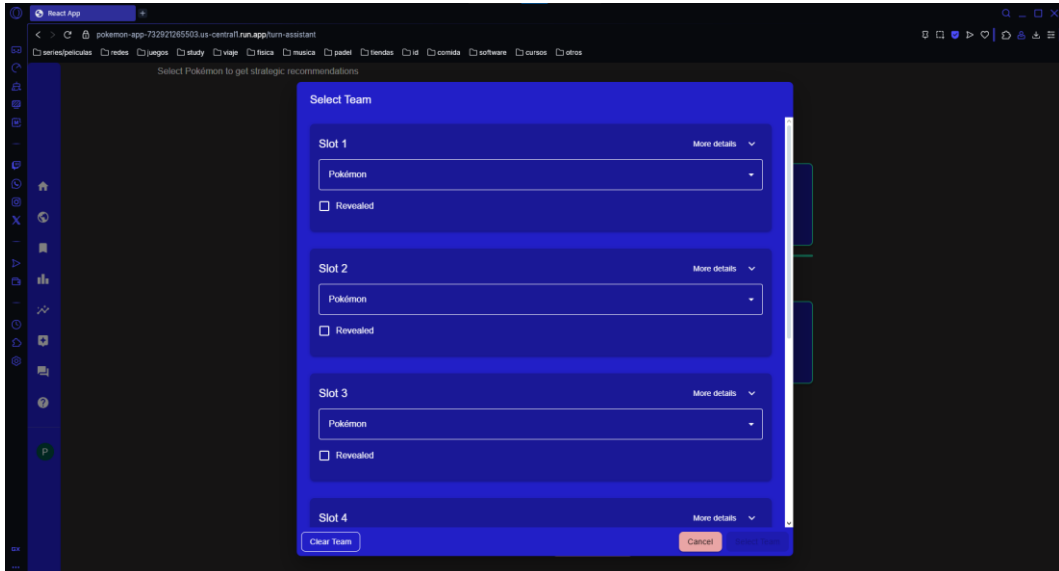 React App
pokemon-app-732921265503.us-central1.run.app/turn-assistant
series/peliculas redes juegos study viaje fisica musica padel tiendas id comida software cursos otros
Select Pokémon to get strategic recommendations
Select Team
Slot 1
More details
Pokémon
Revealed
Slot 2
More details
Pokémon
Revealed
Slot 3
More details
Pokémon
Revealed
Slot 4
More details
Clear Team
Cancel
Select Team
P
GX